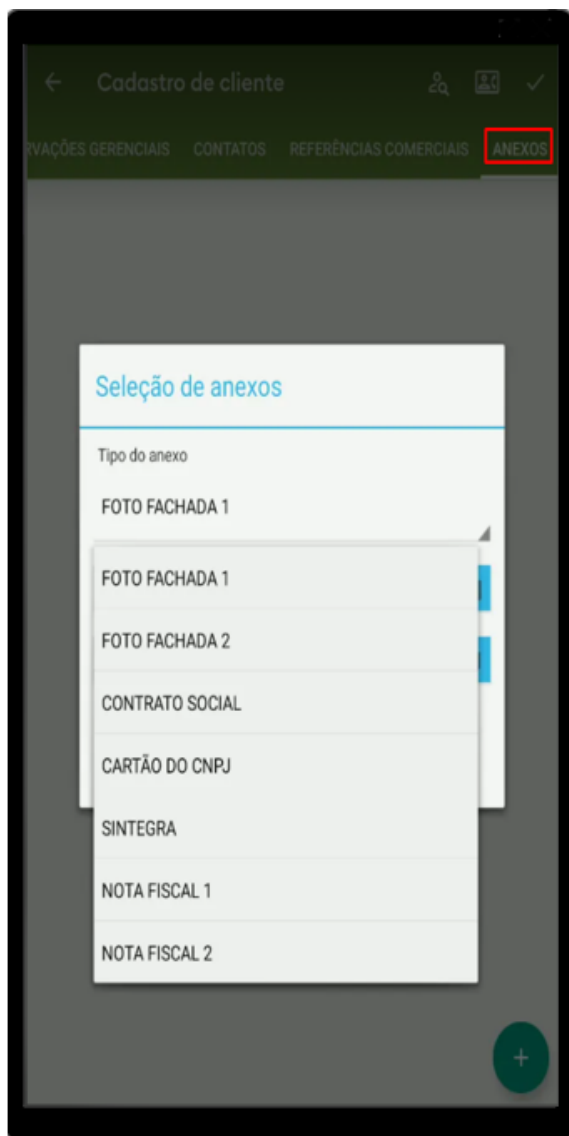 Cadastro de cliente
RVAÇÕES GERENCIAIS CONTATOS REFERÊNCIAS COMERCIAIS ANEXOS
Seleção de anexos
Tipo do anexo
FOTO FACHADA 1
FOTO FACHADA 1
FOTO FACHADA 2
CONTRATO SOCIAL
CARTÃO DO CNPJ
SINTEGRA
NOTA FISCAL 1
NOTA FISCAL 2